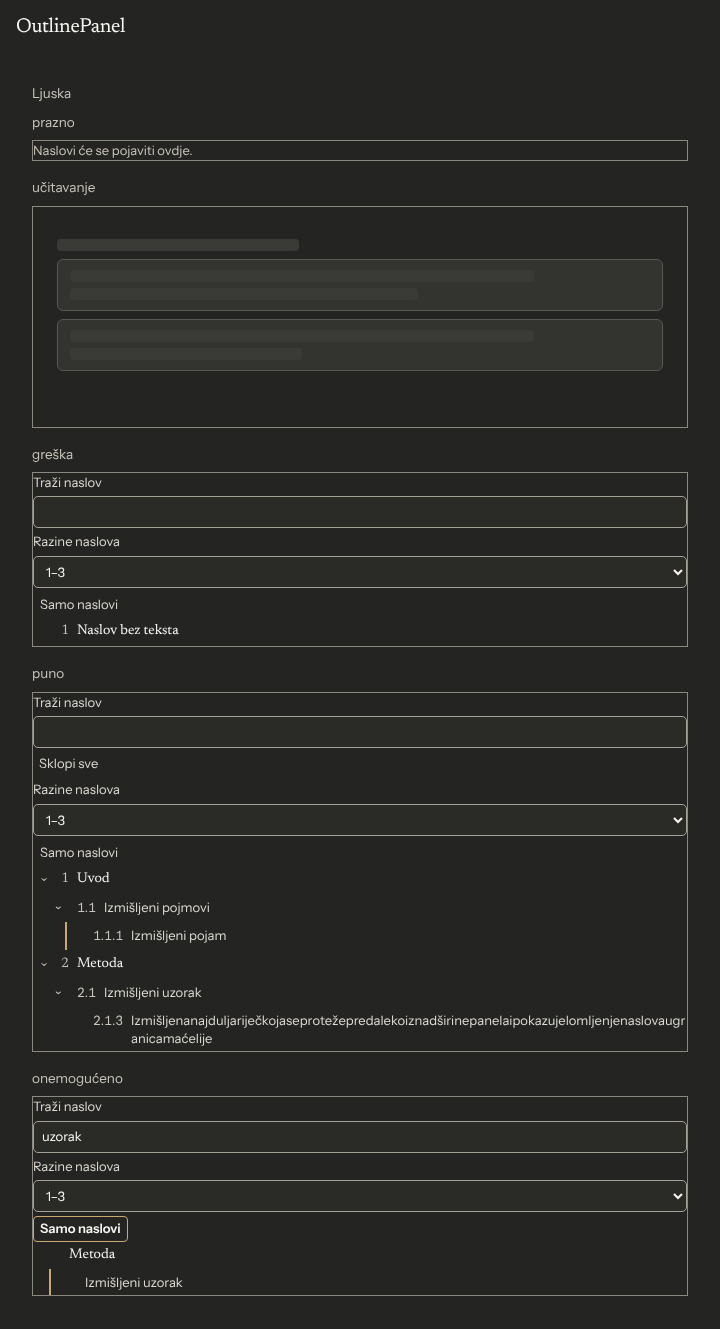 OutlinePanel
Ljuska
prazno
Naslovi će se pojaviti ovdje.
učitavanje
greška
Traži naslov
Razine naslova
1–3
Samo naslovi
1 Naslov bez teksta
puno
Traži naslov
Sklopi sve
Razine naslova
1–3
Samo naslovi
1 Uvod
1.1 Izmišljeni pojmovi
1.1.1 Izmišljeni pojam
2 Metoda
2.1 Izmišljeni uzorak
2.1.3 Izmišljenanajduljariječkojaseprotežepredalekoiznadširinepanelaipokazujelomljenjenaslovaugr
anicamaćelije
onemogućeno
Traži naslov
uzorak
Razine naslova
1–3
Samo naslovi
Metoda
Izmišljeni uzorak